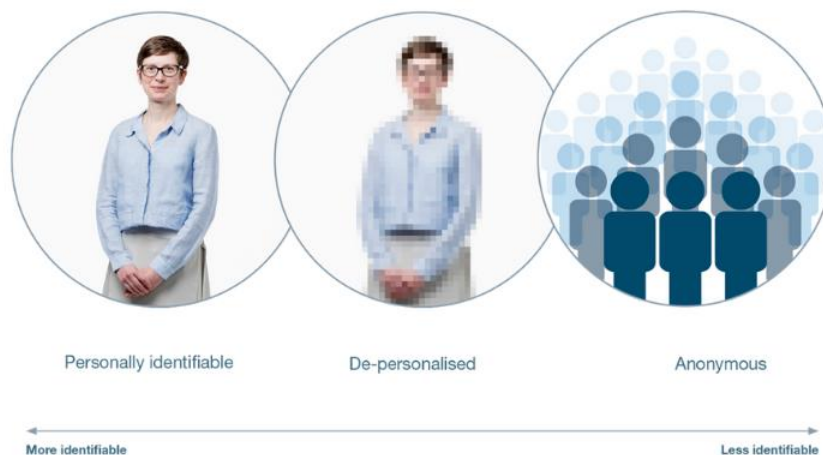 Personally identifiable
De-personalised
Anonymous
More identifiable
Less identifiable